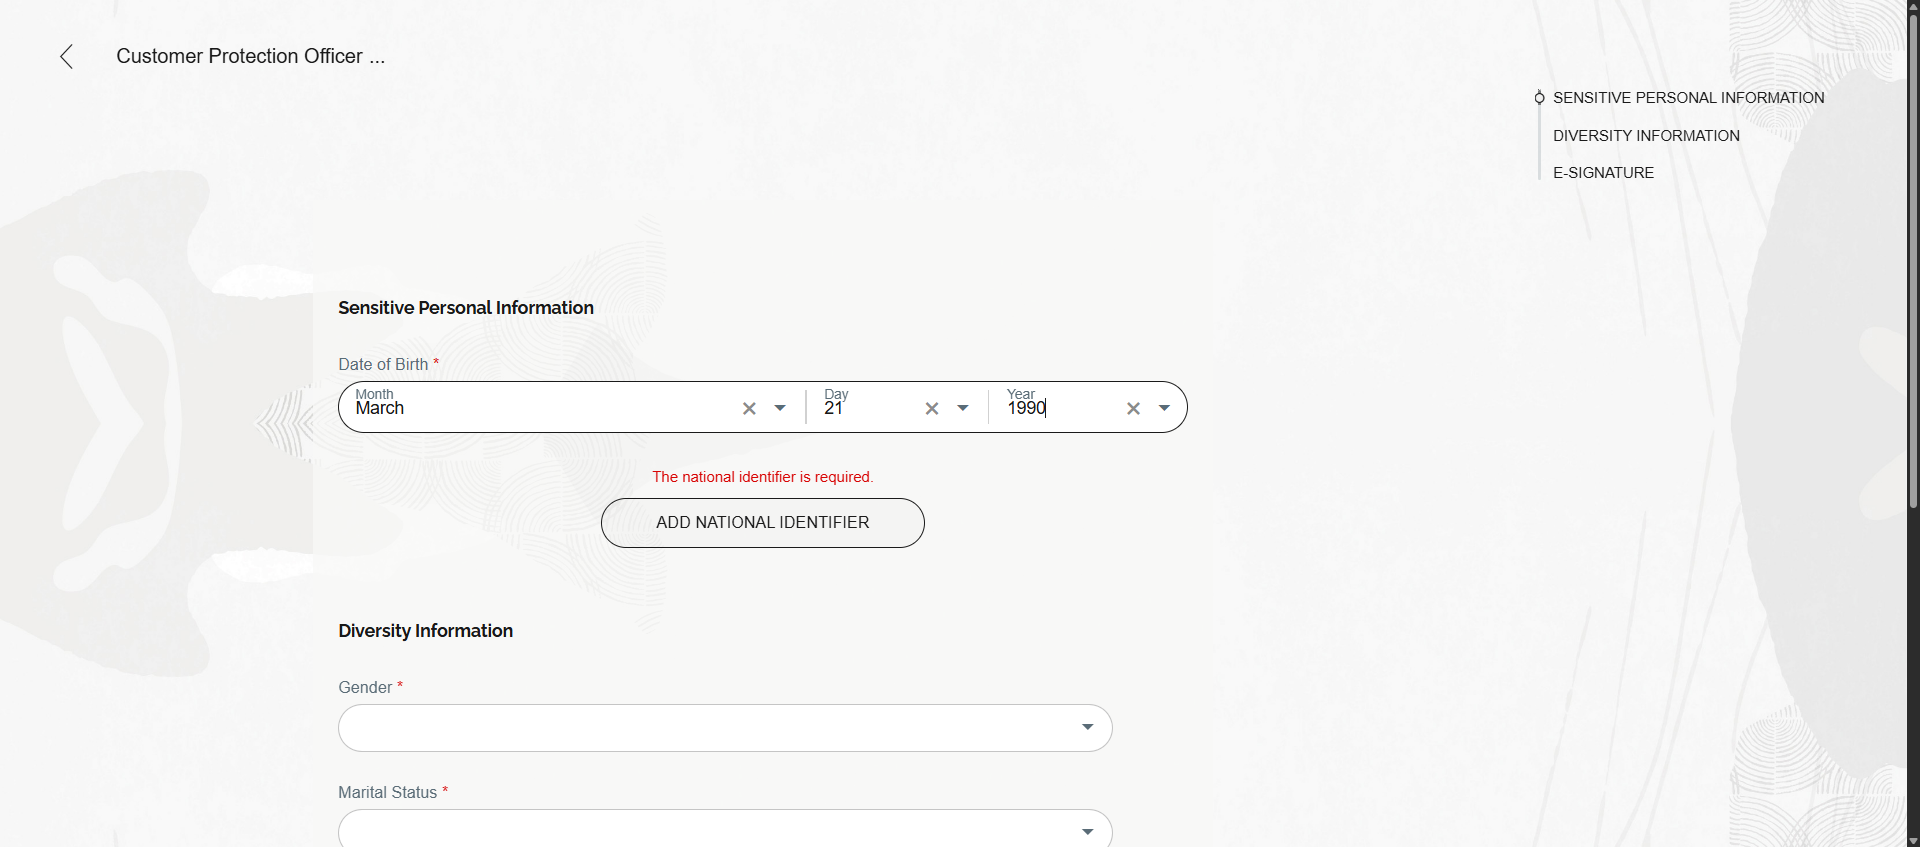 Customer Protection Officer ...
SENSITIVE PERSONAL INFORMATION
DIVERSITY INFORMATION
E-SIGNATURE
Sensitive Personal Information
Date of Birth *
Month Day Year
March 21 1990
The national identifier is required.
ADD NATIONAL IDENTIFIER
Diversity Information
Gender *
Marital Status *